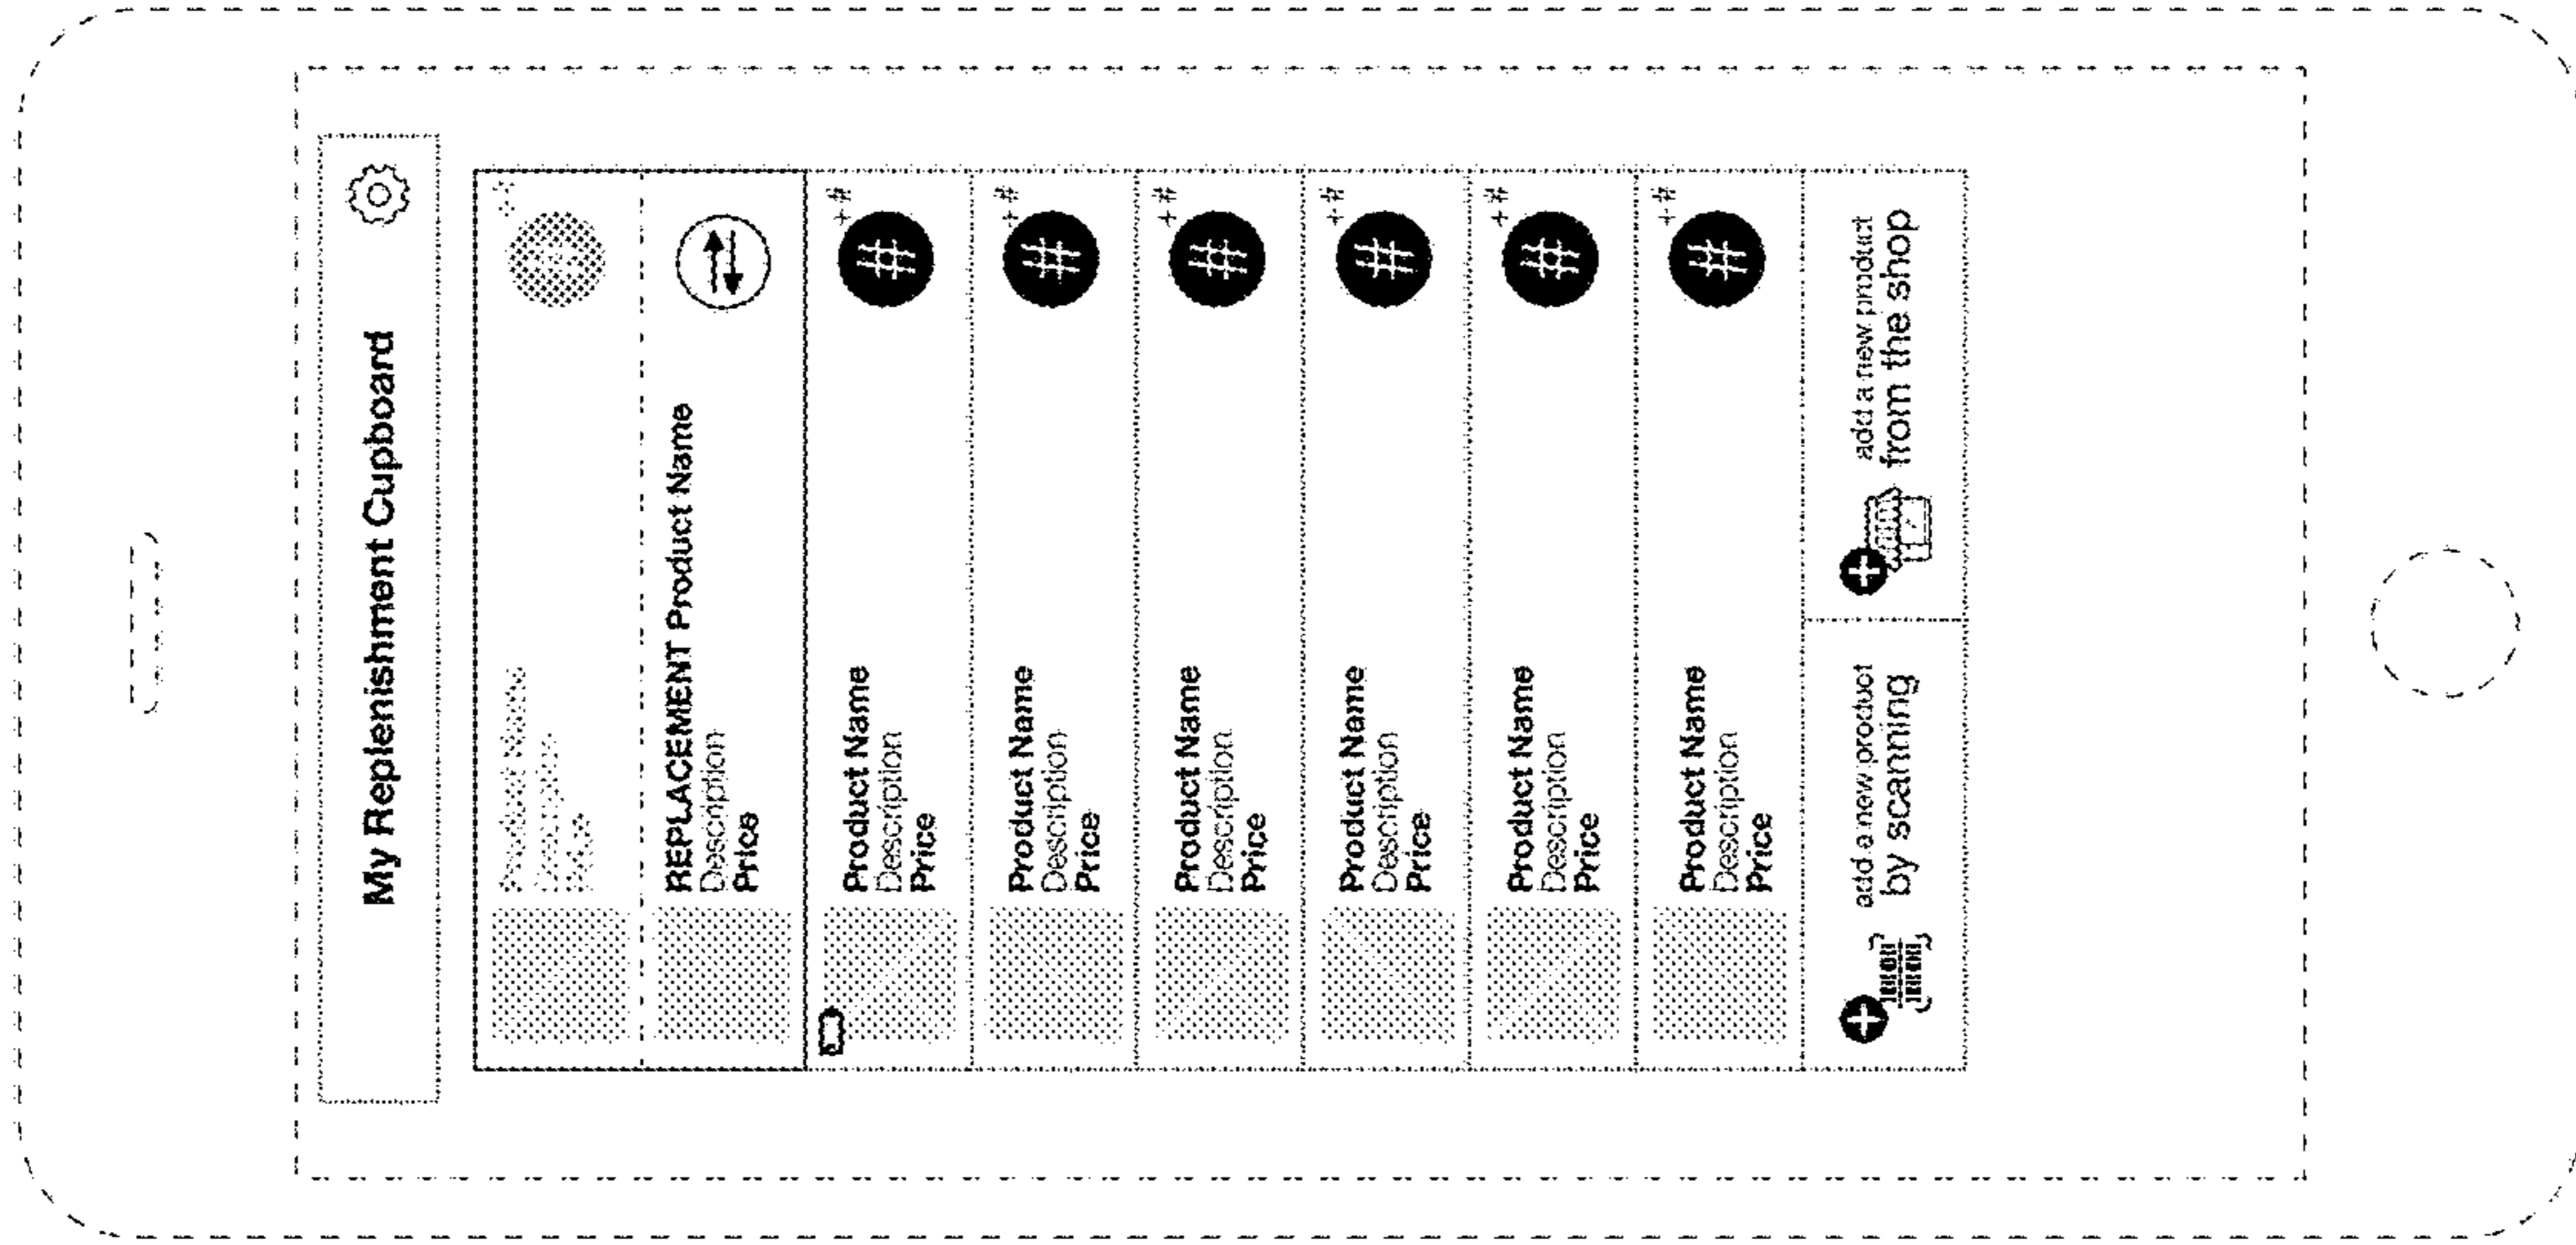 My Replenishment Cupboard
Product Name
REPLACEMENT Product Name
Description
Price
+#
#
Product Name
Description
Price
+#
#
Product Name
Description
Price
+#
#
Product Name
Description
Price
+#
#
Product Name
Description
Price
+#
#
Product Name
Description
Price
+#
#
Product Name
Description
Price
add a new product
by scanning
add a new product
from the shop